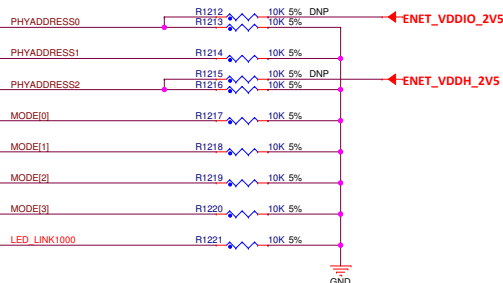 R1212 10K 5% DNP ENET_VDDIO_2V5
PHYADDRESS0 R1213 10K 5%
PHYADDRESS1 R1214 10K 5%
R1215 10K 5% DNP ENET_VDDH_2V5
PHYADDRESS2 R1216 10K 5%
MODE[0] R1217 10K 5%
MODE[1] R1218 10K 5%
MODE[2] R1219 10K 5%
MODE[3] R1220 10K 5%
LED_LINK1000 R1221 10K 5%
GND